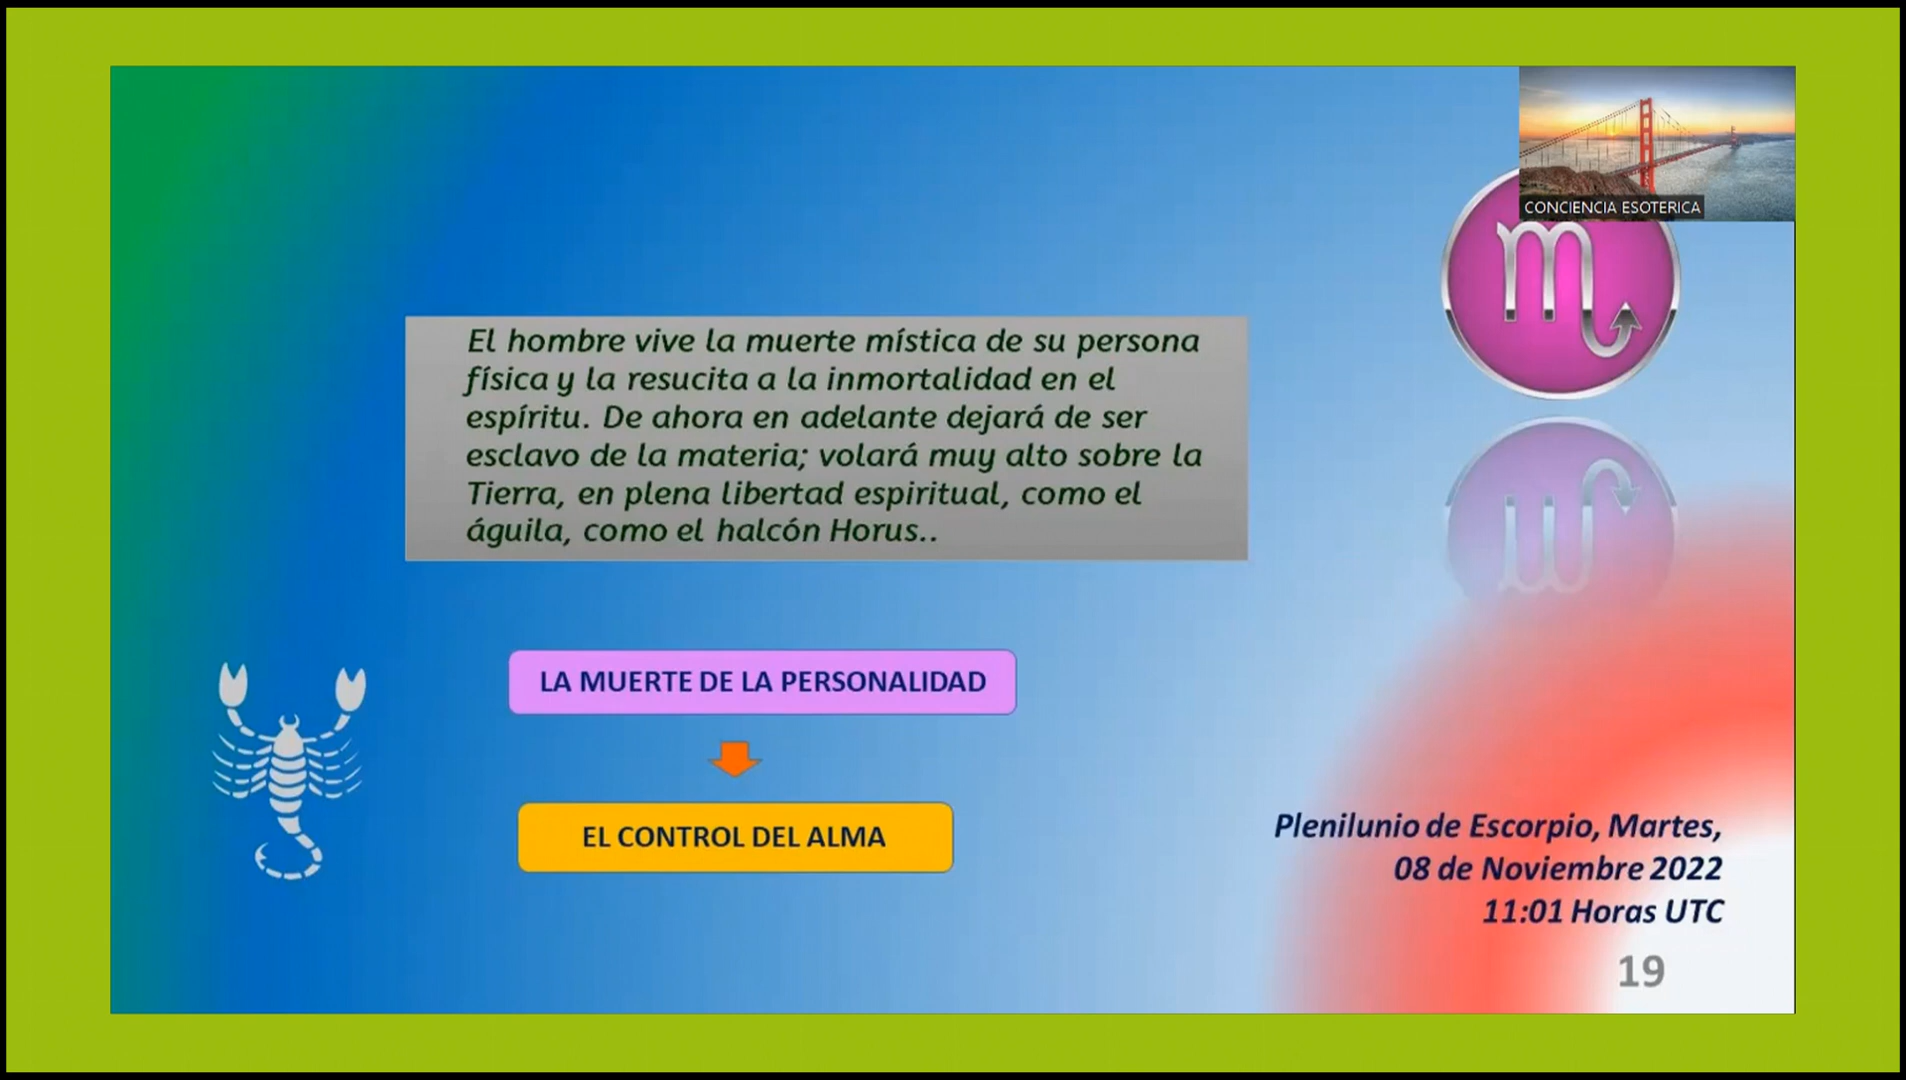 CONCIENCIA ESOTERICA
El hombre vive la muerte mística de su persona
física y la resucita a la inmortalidad en el
espíritu. De ahora en adelante dejará de ser
esclavo de la materia; volará muy alto sobre la
Tierra, en plena libertad espiritual, como el
águila, como el halcón Horus..
LA MUERTE DE LA PERSONALIDAD
EL CONTROL DEL ALMA
Plenilunio de Escorpio, Martes,
08 de Noviembre 2022
11:01 Horas UTC
19